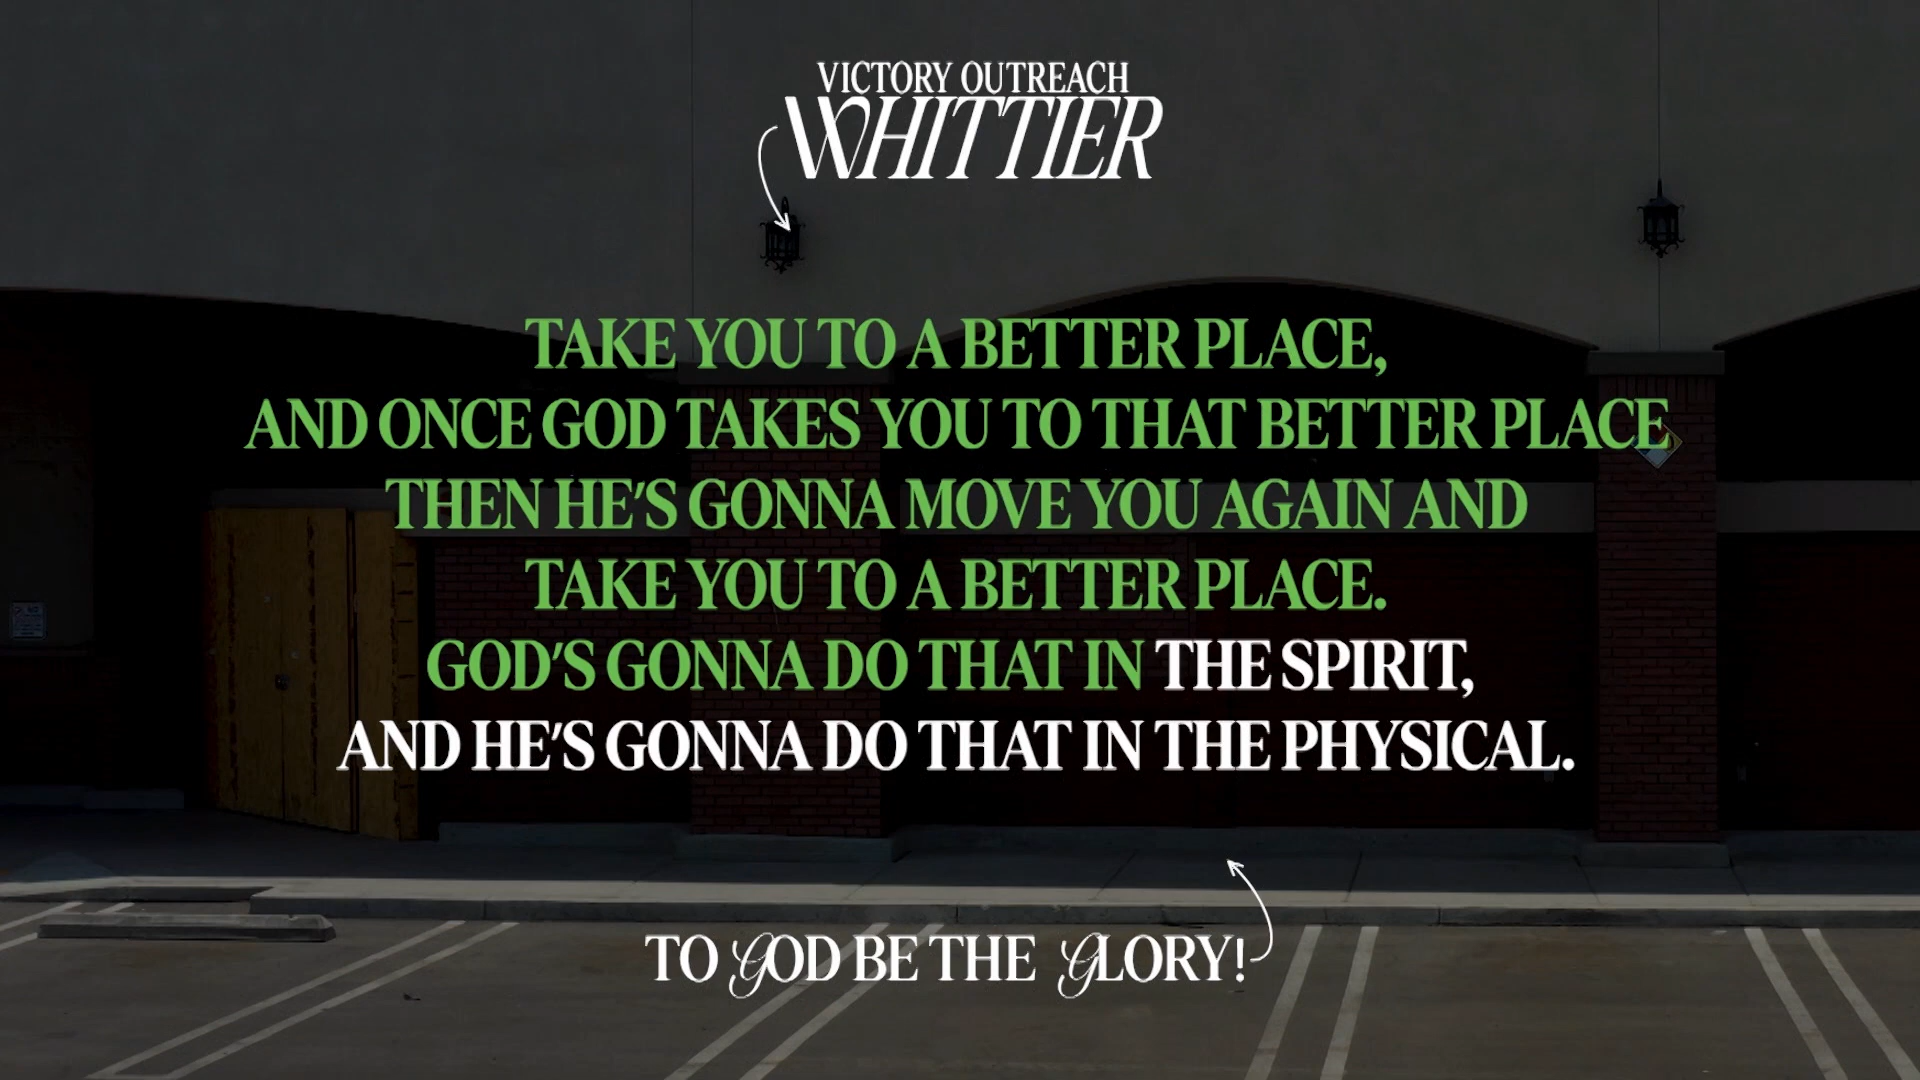 VICTORY OUTREACH
WHITTIER
TAKE YOU TO A BETTER PLACE,
AND ONCE GOD TAKES YOU TO THAT BETTER PLACE
THEN HE'S GONNA MOVE YOU AGAIN AND
TAKE YOU TO A BETTER PLACE.
GOD'S GONNA DO THAT IN THE SPIRIT,
AND HE'S GONNA DO THAT IN THE PHYSICAL.
TO GOD BE THE GLORY!